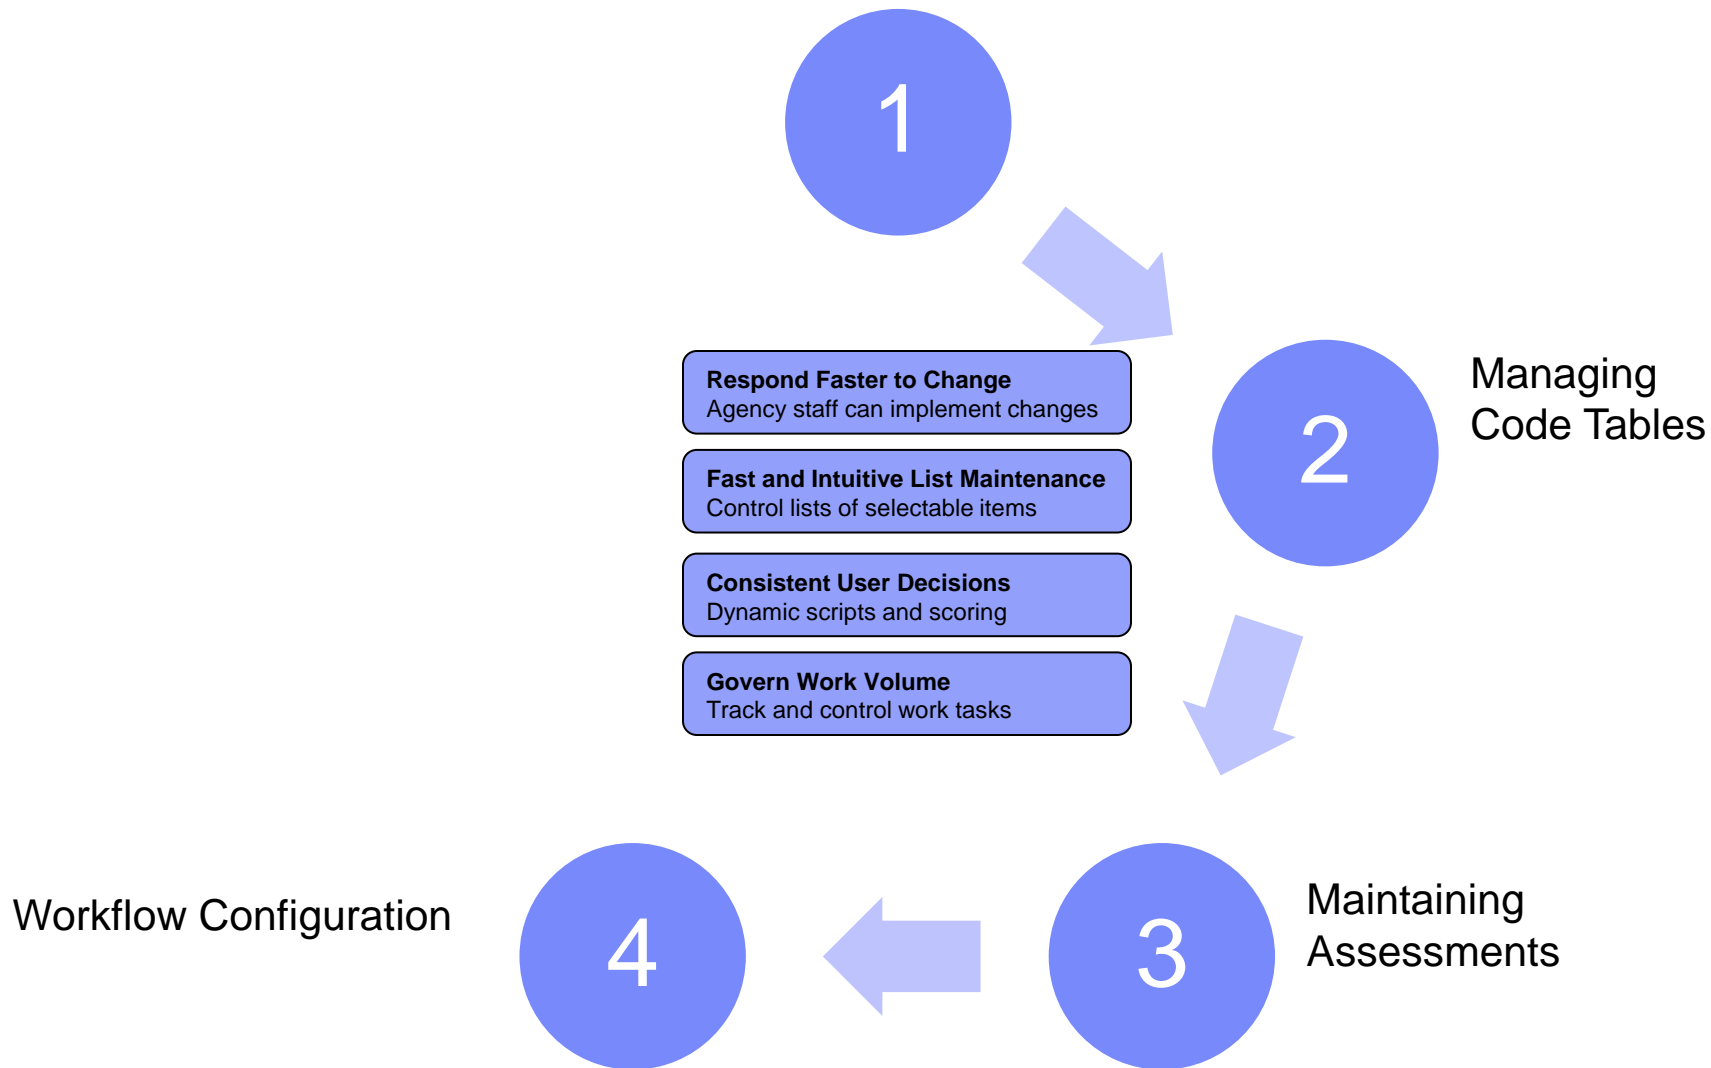 1
Respond Faster to Change
Agency staff can implement changes
Fast and Intuitive List Maintenance
Control lists of selectable items
Consistent User Decisions
Dynamic scripts and scoring
Govern Work Volume
Track and control work tasks
2
Managing
Code Tables
3
Maintaining
Assessments
4
Workflow Configuration